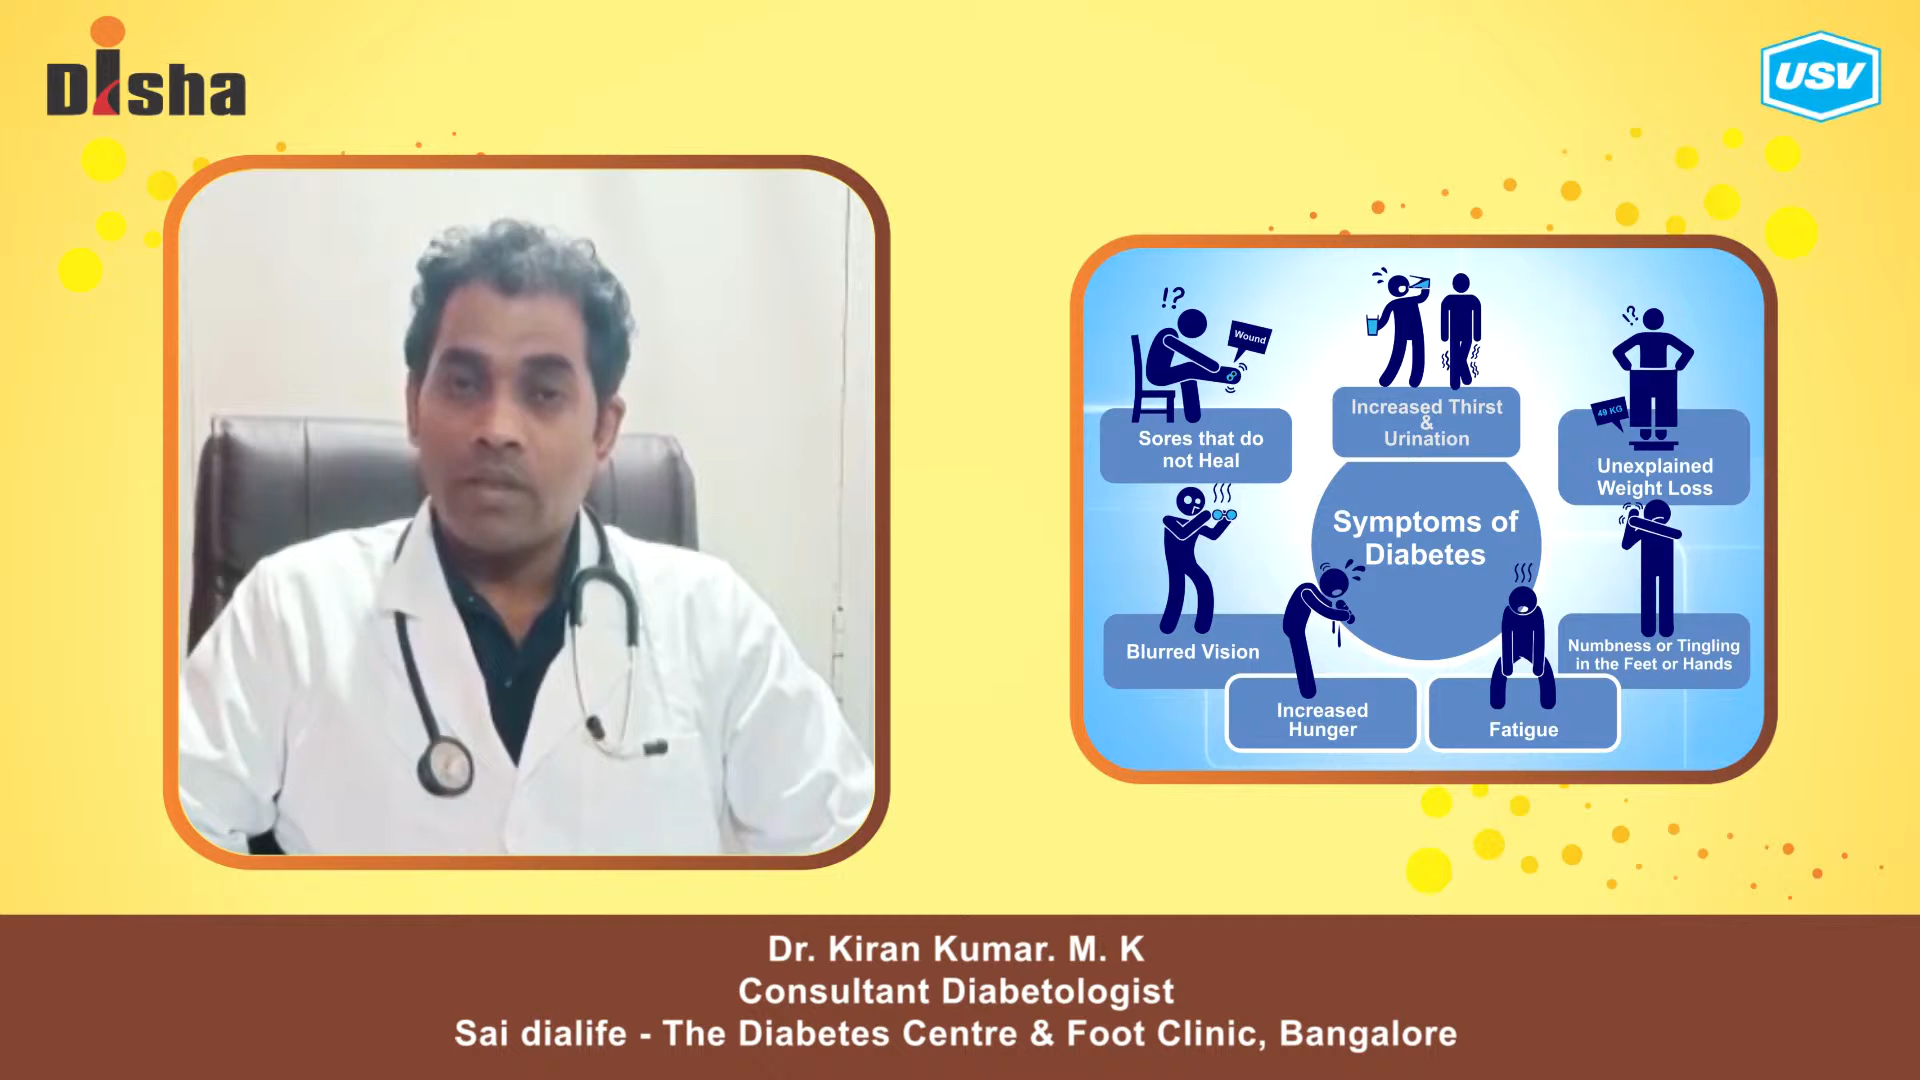 Disha
USV
!?
Wound
Sores that do
not Heal
Increased Thirst
&
Urination
!?
49 KG
Unexplained
Weight Loss
Symptoms of
Diabetes
Blurred Vision
Numbness or Tingling
in the Feet or Hands
Increased
Hunger
Fatigue
Dr. Kiran Kumar. M. K
Consultant Diabetologist
Sai dialife - The Diabetes Centre & Foot Clinic, Bangalore